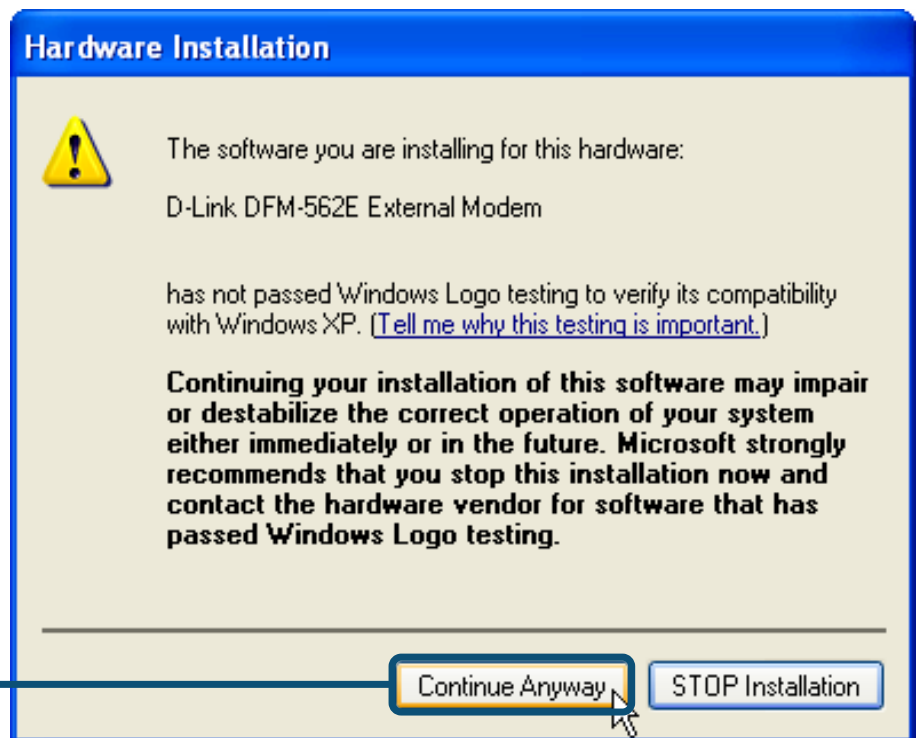 Hardware Installation
The software you are installing for this hardware:
D-Link DFM-562E External Modem
has not passed Windows Logo testing to verify its compatibility
with Windows XP. (Tell me why this testing is important.)
Continuing your installation of this software may impair
or destabilize the correct operation of your system
either immediately or in the future. Microsoft strongly
recommends that you stop this installation now and
contact the hardware vendor for software that has
passed Windows Logo testing.
Continue Anyway
STOP Installation